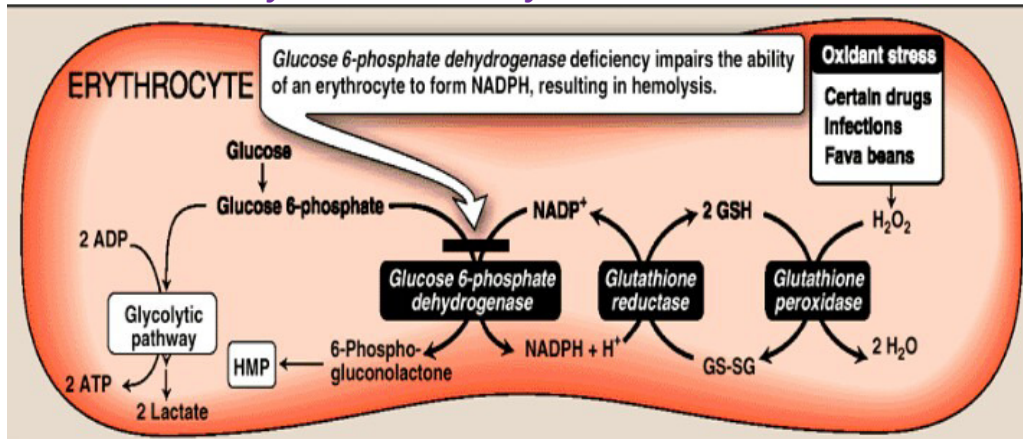 Glucose 6-phosphate dehydrogenase deficiency impairs the ability
of an erythrocyte to form NADPH, resulting in hemolysis.
ERYTHROCYTE
Oxidant stress
Certain drugs
Infections
Fava beans
Glucose
Glucose 6-phosphate
NADP+
2 GSH
H2O2
2 ADP
Glucose 6-phosphate
dehydrogenase
Glutathione
reductase
Glutathione
peroxidase
Glycolytic
pathway
HMP
6-Phospho-
gluconolactone
NADPH + H+
GS-SG
2 H2O
2 ATP
2 Lactate